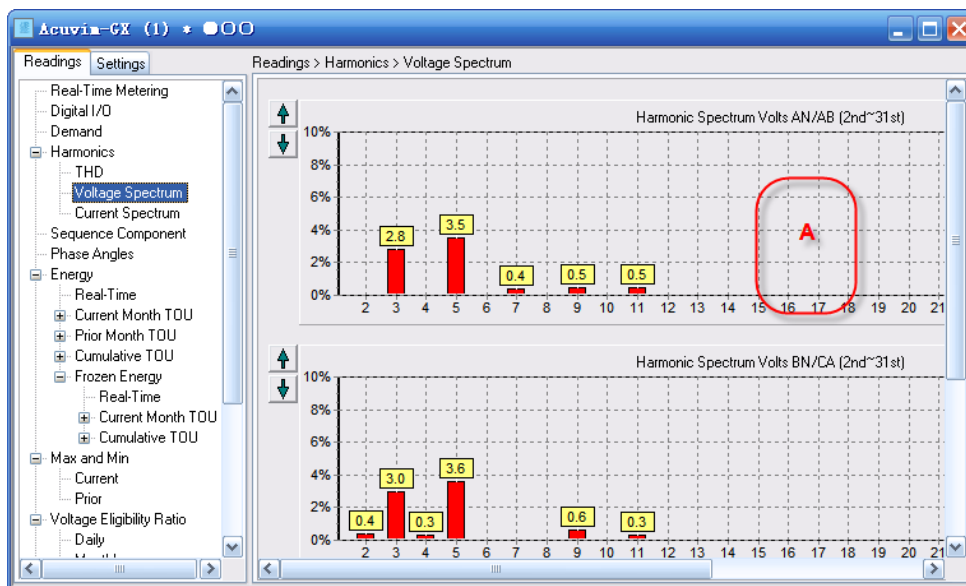 Acuvim-GX (1) *
Readings Settings
Real-Time Metering
Digital I/O
Demand
Harmonics
THD
Voltage Spectrum
Current Spectrum
Sequence Component
Phase Angles
Energy
Real-Time
Current Month TOU
Prior Month TOU
Cumulative TOU
Frozen Energy
Real-Time
Current Month TOU
Cumulative TOU
Max and Min
Current
Prior
Voltage Eligibility Ratio
Daily
Readings > Harmonics > Voltage Spectrum
Harmonic Spectrum Volts AN/AB (2nd~31st)
10%
8%
6%
4%
2%
0%
2.8 3.5 0.4 0.5 0.5
A
2 3 4 5 6 7 8 9 10 11 12 13 14 15 16 17 18 19 20 21
Harmonic Spectrum Volts BN/CA (2nd~31st)
10%
8%
6%
4%
2%
0%
0.4 3.0 0.3 3.6 0.6 0.3
2 3 4 5 6 7 8 9 10 11 12 13 14 15 16 17 18 19 20 21